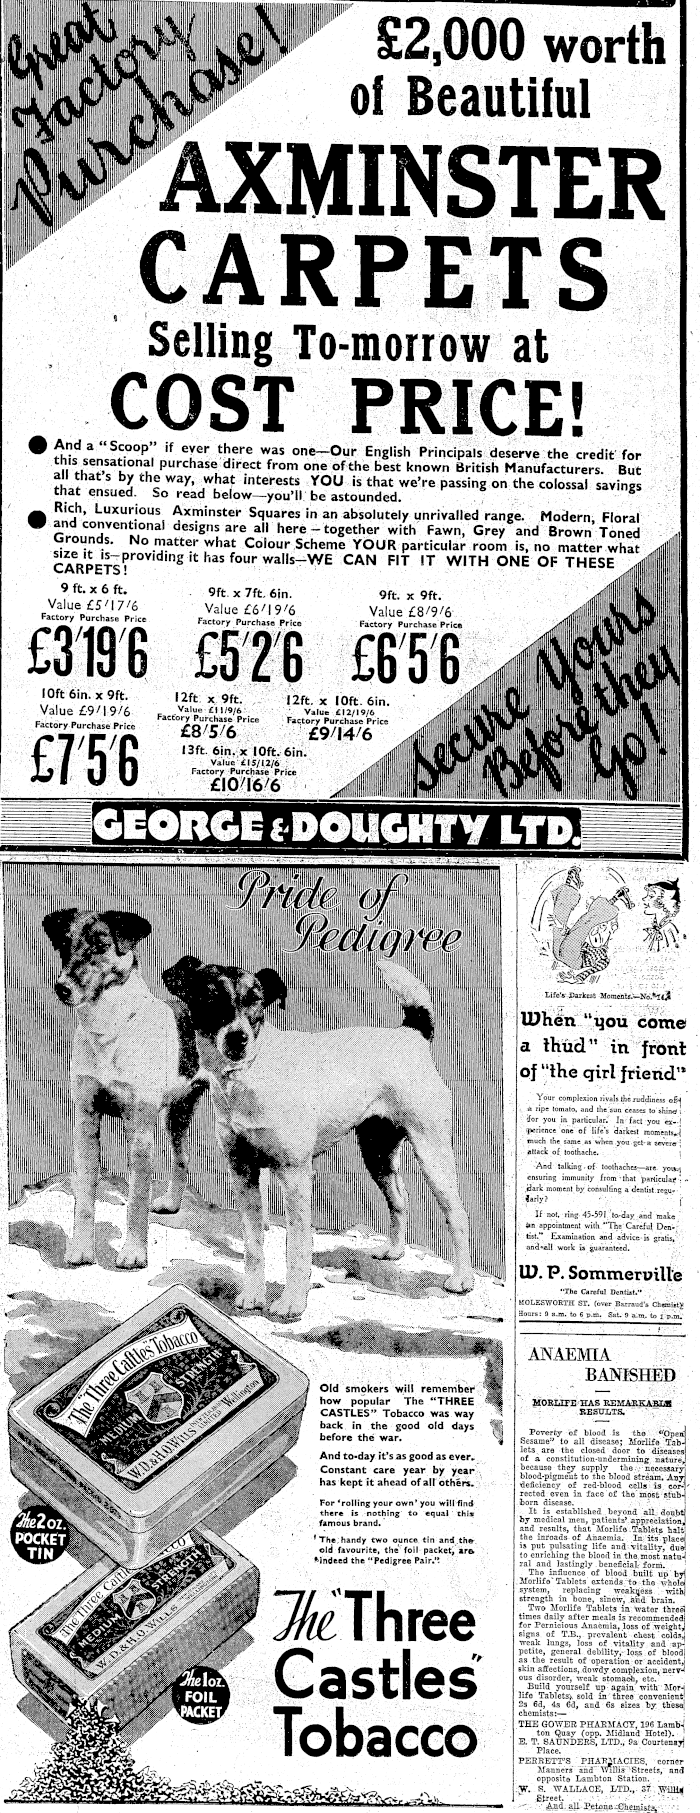 Great
Factory
Purchase!
£2,000 worth
of Beautiful
AXMINSTER
CARPETS
Selling To-morrow at
COST PRICE!
And a "Scoop" if ever there was one—Our English Principals deserve the credit for
this sensational purchase direct from one of the best known British Manufacturers. But
all that's by the way, what interests YOU is that we're passing on the colossal savings
that ensued. So read below—you'll be astounded.
Rich, Luxurious Axminster Squares in an absolutely unrivalled range. Modern, Floral
and conventional designs are all here – together with Fawn, Grey and Brown Toned
Grounds. No matter what Colour Scheme YOUR particular room is, no matter what
size it is—providing it has four walls—WE CAN FIT IT WITH ONE OF THESE
CARPETS!
9 ft. x 6 ft.
Value £5/17/6
Factory Purchase Price
£3'19'6
9ft. x 7ft. 6in.
Value £6/19/6
Factory Purchase Price
£5'2'6
9ft. x 9ft.
Value £8/9/6
Factory Purchase Price
£6'5'6
10ft 6in. x 9ft.
Value £9/19/6
Factory Purchase Price
£7'5'6
12ft. x 9ft.
Value £11/9/6
Factory Purchase Price
£8/5/6
12ft. x 10ft. 6in.
Value £12/19/6
Factory Purchase Price
£9/14/6
13ft. 6in. x 10ft. 6in.
Value £15/12/6
Factory Purchase Price
£10/16/6
Secure Yours
Before they
Go!
GEORGE & DOUGHTY LTD.
Pride of
Pedigree
The "Three Castles" Tobacco
MEDIUM STRENGTH
W.D. & H.O. WILLS
Wellington
The 2 oz.
POCKET
TIN
The Three Castles Tobacco
MEDIUM STRENGTH
W.D. & H.O. WILLS
The 1 oz.
FOIL
PACKET
Old smokers will remember
how popular The "THREE
CASTLES" Tobacco was way
back in the good old days
before the war.
And to-day it's as good as ever.
Constant care year by year
has kept it ahead of all others.
For 'rolling your own' you will find
there is nothing to equal this
famous brand.
The handy two ounce tin and the
old favourite, the foil packet, are
indeed the "Pedigree Pair."
The "Three
Castles"
Tobacco
Life's Darkest Moments.—No.
When "you come
a thud" in front
of "the girl friend"
Your complexion rivals the ruddiness of
a ripe tomato, and the sun ceases to shine
for you in particular. In fact you ex-
perience one of life's darkest moments,
much the same as when you get a severe
attack of toothache.
And talking of toothaches—are you
ensuring immunity from that particular
dark moment by consulting a dentist regu-
larly?
If not, ring 45-591 to-day and make
an appointment with "The Careful Den-
tist." Examination and advice is gratis,
and all work is guaranteed.
W. P. Sommerville
"The Careful Dentist."
MOLESWORTH ST. (over Barraud's Chemist)
Hours: 9 a.m. to 6 p.m. Sat. 9 a.m. to 1 p.m.
ANAEMIA
BANISHED
MORLIFE HAS REMARKABLE
RESULTS.
Poverty of blood is the "Open
Sesame" to all disease; Morlife Tab-
lets are the closed door to diseases
of a constitution-undermining nature,
because they supply the necessary
blood-pigment to the blood stream. Any
deficiency of red-blood cells is cor-
rected even in face of the most stub-
born disease.
It is established beyond all doubt
by medical men, patients' appreciation,
and results, that Morlife Tablets halt
the inroads of Anaemia. In its place
is put pulsating life and vitality, due
to enriching the blood in the most natu-
ral and lastingly beneficial form.
The influence of blood built up by
Morlife Tablets extends to the whole
system, replacing weakness with
strength in bone, sinew, and brain.
Two Morlife Tablets in water three
times daily after meals is recommended
for Pernicious Anaemia, loss of weight,
signs of T.B., prevalent chest colds,
weak lungs, loss of vitality and ap-
petite, general debility, loss of blood
as the result of operation or accident,
skin affections, dowdy complexion, nerv-
ous disorder, weak stomach, etc.
Build yourself up again with Mor-
life Tablets, sold in three convenient
2s 6d, 4s 6d, and 6s sizes by these
chemists:—
THE GOWER PHARMACY, 196 Lamb-
ton Quay (opp. Midland Hotel).
E. T. SAUNDERS, LTD., 9a Courtenay
Place.
PERRETT'S PHARMACIES, corner
Manners and Willis Streets, and
opposite Lambton Station.
W. S. WALLACE, LTD., 37 Willis
Street.
And all Petone Chemists.